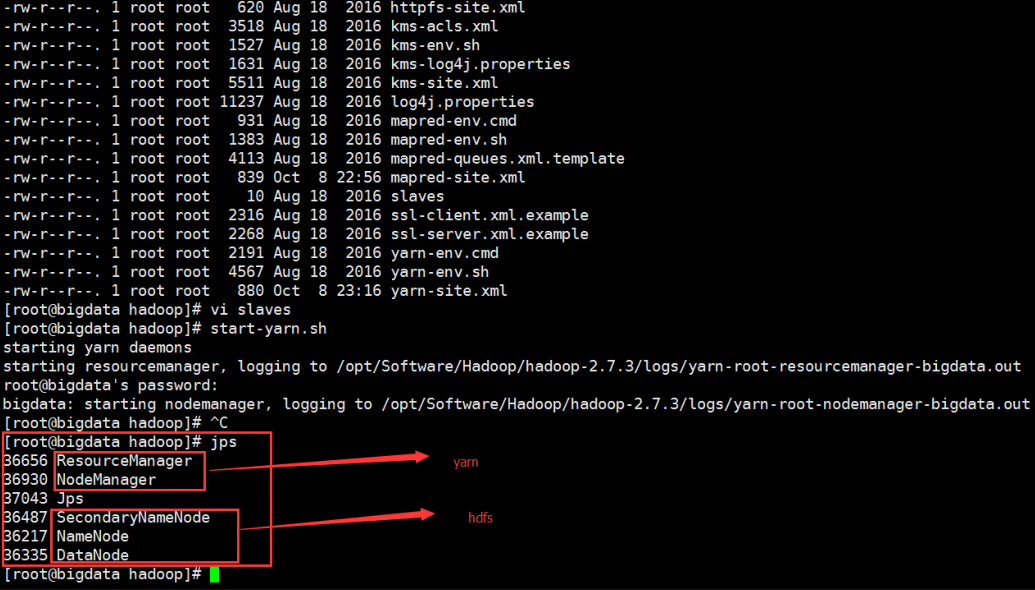 -rw-r--r--. 1 root root   620 Aug 18  2016 httpfs-site.xml
-rw-r--r--. 1 root root  3518 Aug 18  2016 kms-acls.xml
-rw-r--r--. 1 root root  1527 Aug 18  2016 kms-env.sh
-rw-r--r--. 1 root root  1631 Aug 18  2016 kms-log4j.properties
-rw-r--r--. 1 root root  5511 Aug 18  2016 kms-site.xml
-rw-r--r--. 1 root root 11237 Aug 18  2016 log4j.properties
-rw-r--r--. 1 root root   931 Aug 18  2016 mapred-env.cmd
-rw-r--r--. 1 root root  1383 Aug 18  2016 mapred-env.sh
-rw-r--r--. 1 root root  4113 Aug 18  2016 mapred-queues.xml.template
-rw-r--r--. 1 root root   839 Oct  8 22:56 mapred-site.xml
-rw-r--r--. 1 root root    10 Aug 18  2016 slaves
-rw-r--r--. 1 root root  2316 Aug 18  2016 ssl-client.xml.example
-rw-r--r--. 1 root root  2268 Aug 18  2016 ssl-server.xml.example
-rw-r--r--. 1 root root  2191 Aug 18  2016 yarn-env.cmd
-rw-r--r--. 1 root root  4567 Aug 18  2016 yarn-env.sh
-rw-r--r--. 1 root root   880 Oct  8 23:16 yarn-site.xml
[root@bigdata hadoop]# vi slaves
[root@bigdata hadoop]# start-yarn.sh
starting yarn daemons
starting resourcemanager, logging to /opt/Software/Hadoop/hadoop-2.7.3/logs/yarn-root-resourcemanager-bigdata.out
root@bigdata's password:
bigdata: starting nodemanager, logging to /opt/Software/Hadoop/hadoop-2.7.3/logs/yarn-root-nodemanager-bigdata.out
[root@bigdata hadoop]# ^C
[root@bigdata hadoop]# jps
36656 ResourceManager
yarn
36930 NodeManager
37043 Jps
36487 SecondaryNameNode
hdfs
36217 NameNode
36335 DataNode
[root@bigdata hadoop]#